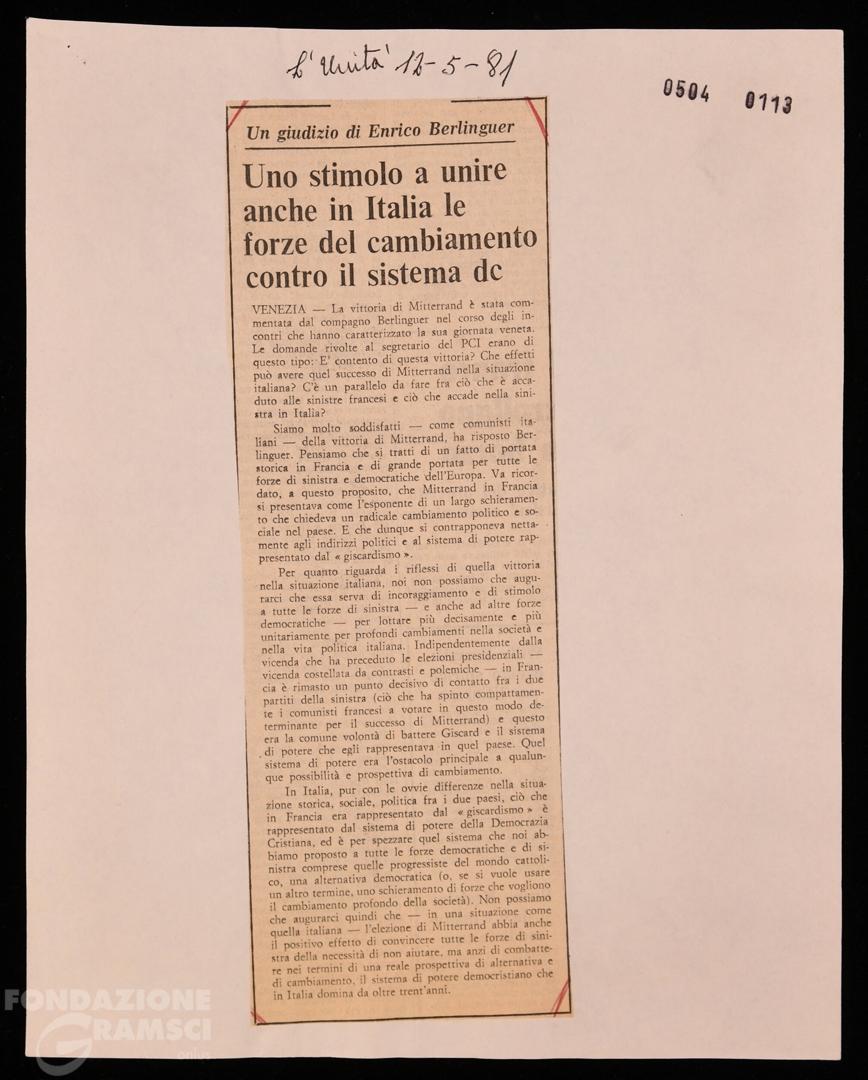 L'Unità 12-5-81
0504 0113
Un giudizio di Enrico Berlinguer
Uno stimolo a unire
anche in Italia le
forze del cambiamento
contro il sistema dc
VENEZIA — La vittoria di Mitterrand è stata com-
mentata dal compagno Berlinguer nel corso degli in-
contri che hanno caratterizzato la sua giornata veneta.
Le domande rivolte al segretario del PCI erano di
questo tipo: E' contento di questa vittoria? Che effetti
può avere quel successo di Mitterrand nella situazione
italiana? C'è un parallelo da fare fra ciò che è acca-
duto alle sinistre francesi e ciò che accade nella sini-
stra in Italia?
Siamo molto soddisfatti — come comunisti ita-
liani — della vittoria di Mitterrand, ha risposto Ber-
linguer. Pensiamo che si tratti di un fatto di portata
storica in Francia e di grande portata per tutte le
forze di sinistra e democratiche dell'Europa. Va ricor-
dato, a questo proposito, che Mitterrand in Francia
si presentava come l'esponente di un largo schieramen-
to che chiedeva un radicale cambiamento politico e so-
ciale nel paese. E che dunque si contrapponeva netta-
mente agli indirizzi politici e al sistema di potere rap-
presentato dal « giscardismo ».
Per quanto riguarda i riflessi di quella vittoria
nella situazione italiana, noi non possiamo che augu-
rarci che essa serva di incoraggiamento e di stimolo
a tutte le forze di sinistra — e anche ad altre forze
democratiche — per lottare più decisamente e più
unitariamente per profondi cambiamenti nella società e
nella vita politica italiana. Indipendentemente dalla
vicenda che ha preceduto le elezioni presidenziali —
vicenda costellata da contrasti e polemiche — in Fran-
cia è rimasto un punto decisivo di contatto fra i due
partiti della sinistra (ciò che ha spinto compattamen-
te i comunisti francesi a votare in questo modo de-
terminante per il successo di Mitterrand) e questo
era la comune volontà di battere Giscard e il sistema
di potere che egli rappresentava in quel paese. Quel
sistema di potere era l'ostacolo principale a qualun-
que possibilità e prospettiva di cambiamento.
In Italia, pur con le ovvie differenze nella situa-
zione storica, sociale, politica fra i due paesi, ciò che
in Francia era rappresentato dal « giscardismo » è
rappresentato dal sistema di potere della Democrazia
Cristiana, ed è per spezzare quel sistema che noi ab-
biamo proposto a tutte le forze democratiche e di si-
nistra comprese quelle progressiste del mondo cattoli-
co, una alternativa democratica (o, se si vuole usare
un altro termine, uno schieramento di forze che vogliono
il cambiamento profondo della società). Non possiamo
che augurarci quindi che — in una situazione come
quella italiana — l'elezione di Mitterrand abbia anche
il positivo effetto di convincere tutte le forze di sini-
stra della necessità di non aiutare, ma anzi di combatte-
re nei termini di una reale prospettiva di alternativa e
di cambiamento, il sistema di potere democristiano che
in Italia domina da oltre trent'anni.
FONDAZIONE
GRAMSCI
onlus